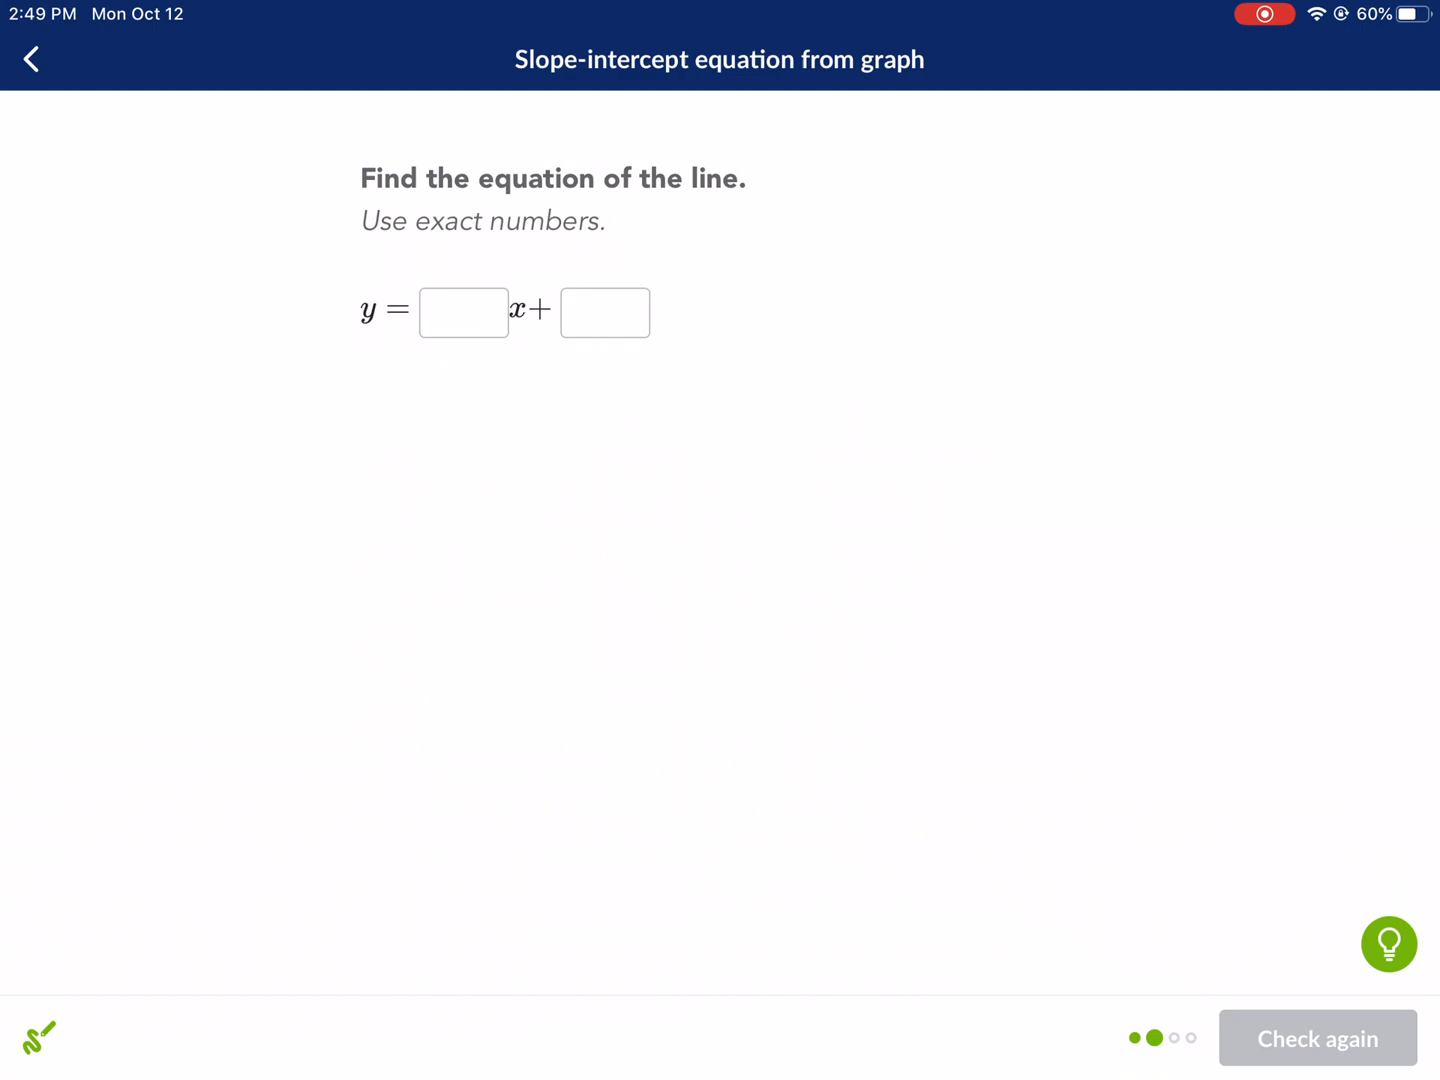 2:49 PM Mon Oct 12
60%
Slope-intercept equation from graph
Find the equation of the line.
Use exact numbers.
y = x+
Check again